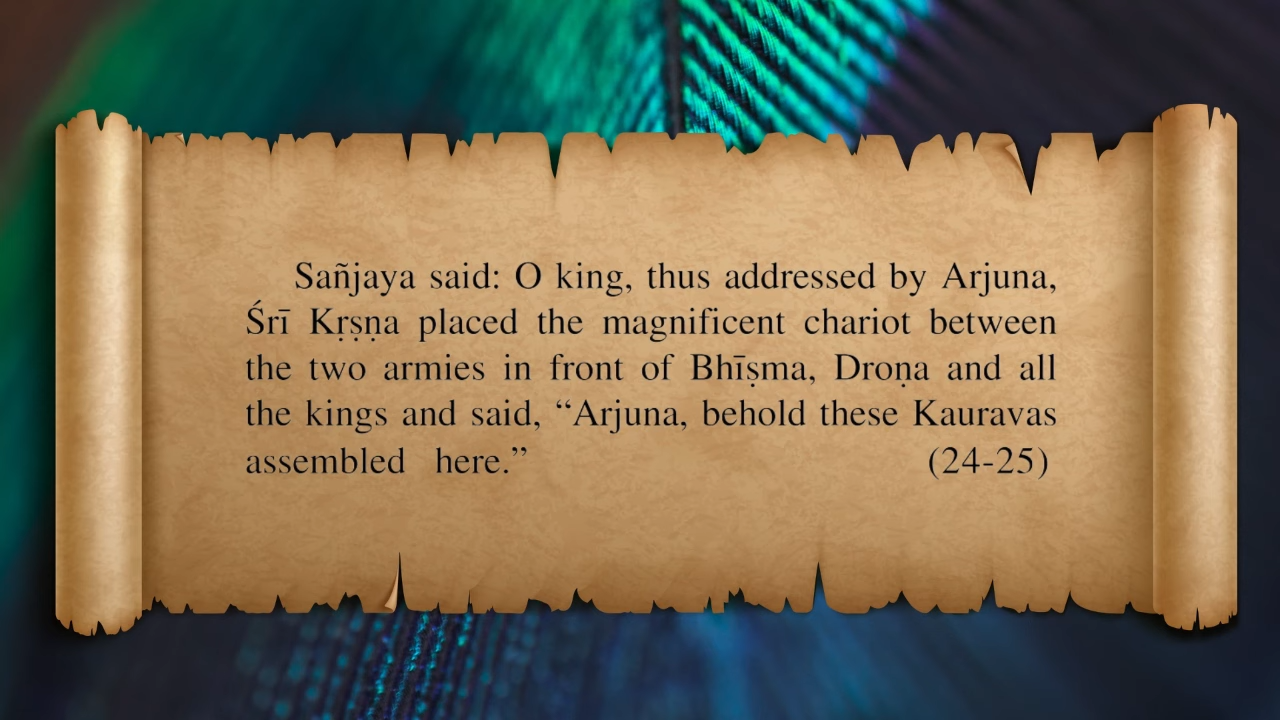 Sañjaya said: O king, thus addressed by Arjuna,
Śrī Kṛṣṇa placed the magnificent chariot between
the two armies in front of Bhīṣma, Droṇa and all
the kings and said, “Arjuna, behold these Kauravas
assembled here.” (24-25)